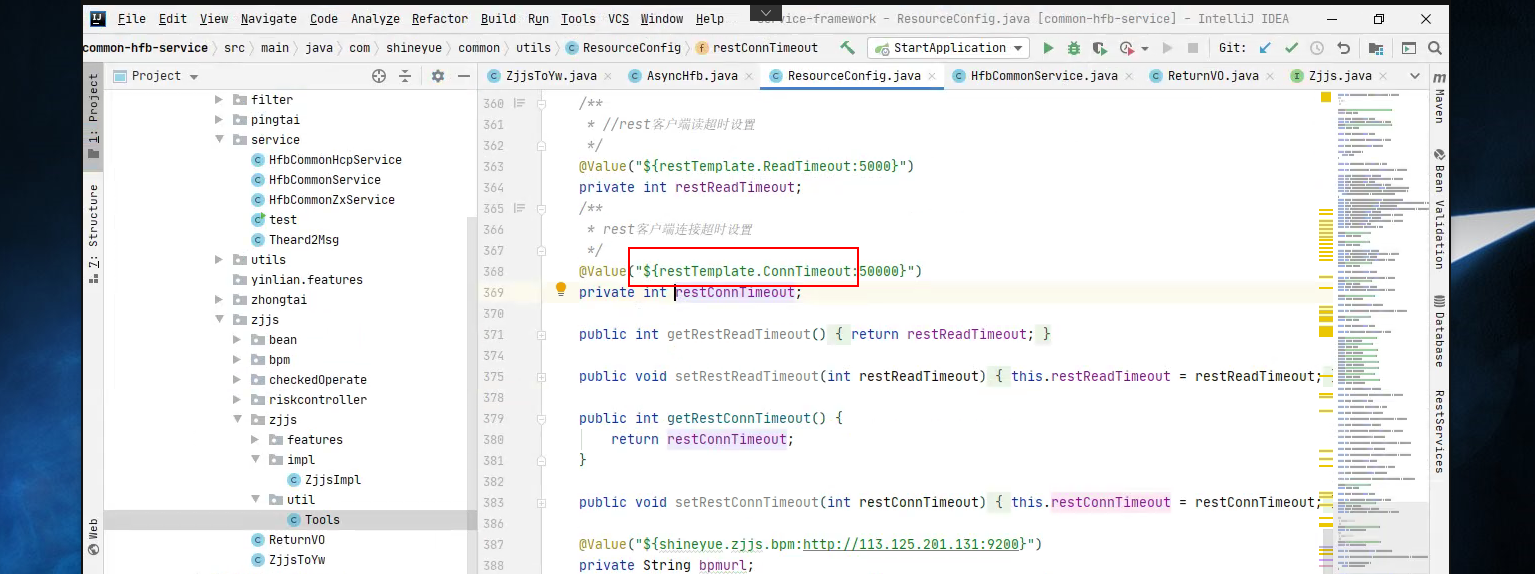 File Edit View Navigate Code Analyze Refactor Build Run Tools VCS Window Help service-framework - ResourceConfig.java [common-hfb-service] - IntelliJ IDEA
common-hfb-service src main java com shineyue common utils ResourceConfig restConnTimeout StartApplication Git:
Project
ZjjsToYw.java AsyncHfb.java ResourceConfig.java HfbCommonService.java ReturnVO.java Zjjs.java
1: Project
7: Structure
Web
filter
pingtai
service
HfbCommonHcpService
HfbCommonService
HfbCommonZxService
test
Theard2Msg
utils
yinlian.features
zhongtai
zjjs
bean
bpm
checkedOperate
riskcontroller
zjjs
features
impl
ZjjsImpl
util
Tools
ReturnVO
ZjjsToYw
360 /**
361 * //rest客户端读超时设置
362 */
363 @Value("${restTemplate.ReadTimeout:5000}")
364 private int restReadTimeout;
365 /**
366 * rest客户端连接超时设置
367 */
368 @Value("${restTemplate.ConnTimeout:50000}")
369 private int restConnTimeout;
370
371 public int getRestReadTimeout() { return restReadTimeout; }
374
375 public void setRestReadTimeout(int restReadTimeout) { this.restReadTimeout = restReadTimeout;
378
379 public int getRestConnTimeout() {
380 return restConnTimeout;
381 }
382
383 public void setRestConnTimeout(int restConnTimeout) { this.restConnTimeout = restConnTimeout;
386
387 @Value("${shineyue.zjjs.bpm:http://113.125.201.131:9200}")
388 private String bpmurl;
m Maven
Bean Validation
Database
RestServices